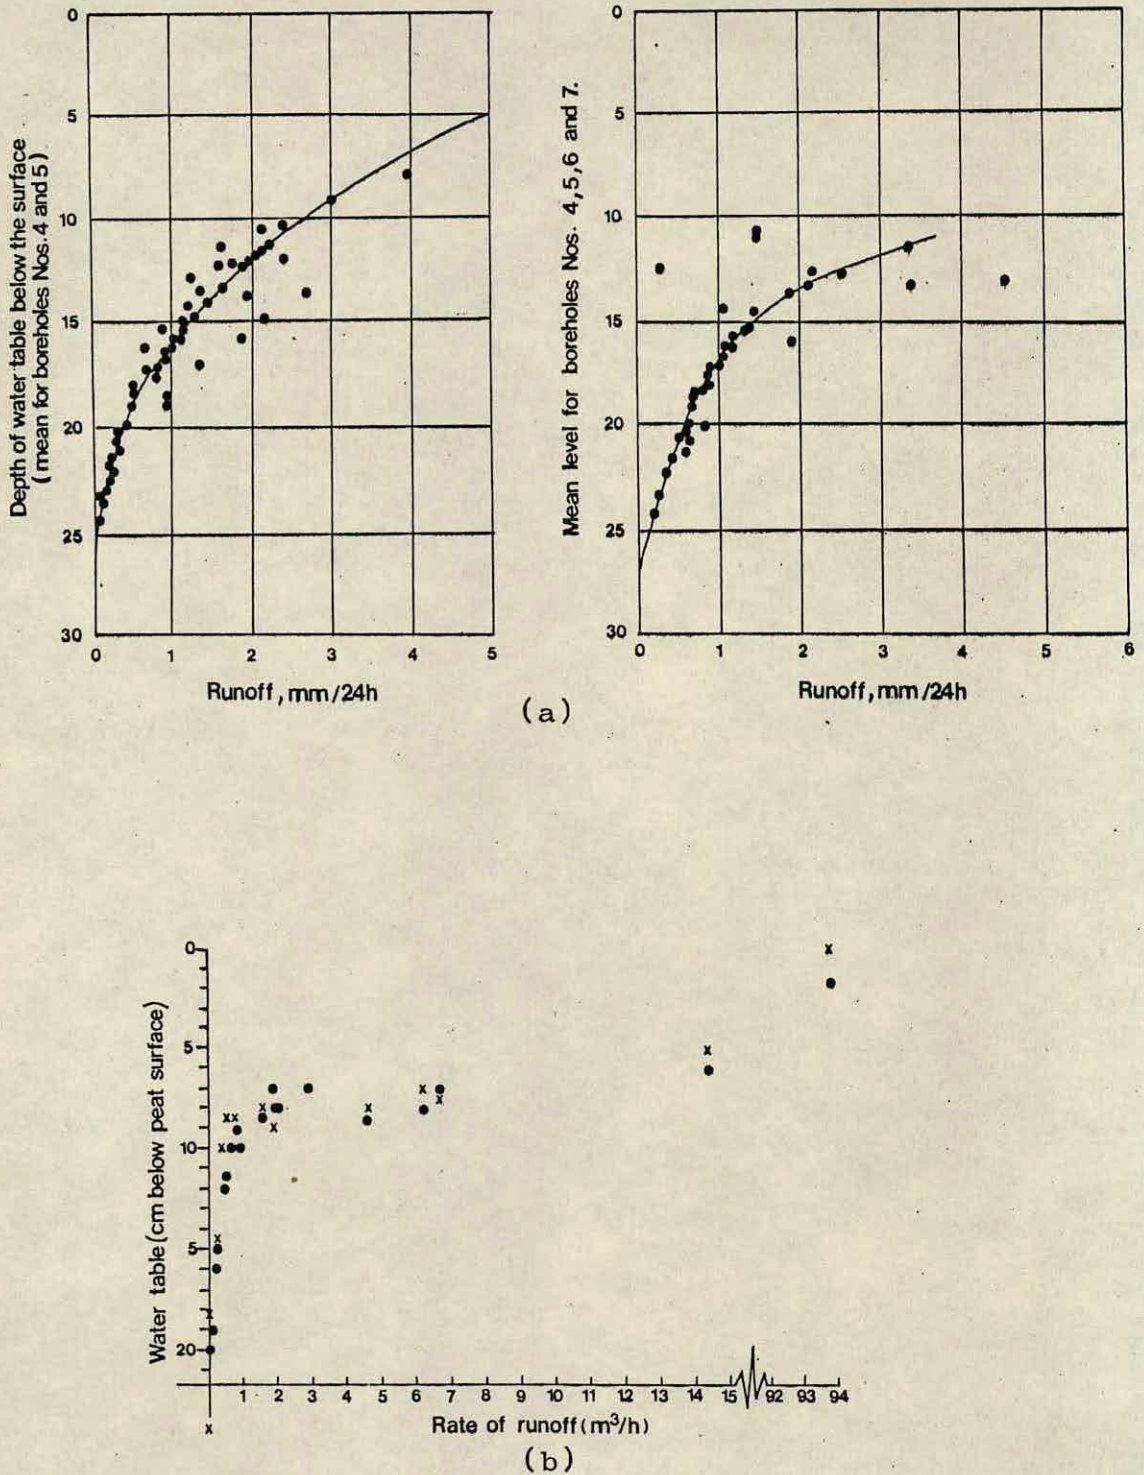 0
5
10
15
20
25
30
Depth of water table below the surface
(mean for boreholes Nos. 4 and 5)
0 1 2 3 4 5
Runoff, mm/24h
0
5
10
15
20
25
30
Mean level for boreholes Nos. 4,5,6 and 7.
0 1 2 3 4 5 6
Runoff, mm/24h
(a)
0
5
10
5
20
Water table (cm below peat surface)
1 2 3 4 5 6 7 8 9 10 11 12 13 14 15 92 93 94
Rate of runoff (m³/h)
(b)